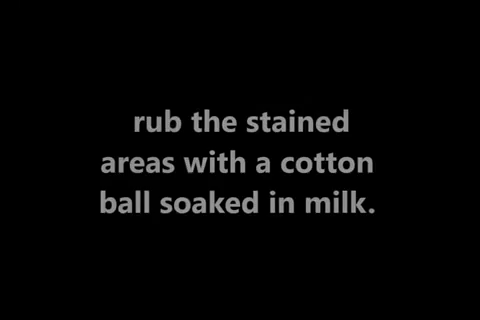 rub the stained
areas with a cotton
ball soaked in milk.